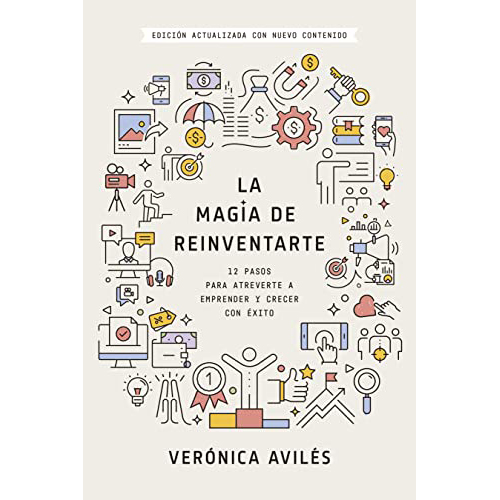 EDICIÓN ACTUALIZADA CON NUEVO CONTENIDO
$
$
$
$
LA
MAGIA DE
REINVENTARTE
12 PASOS
PARA ATREVERTE A
EMPRENDER Y CRECER
CON ÉXITO
1
VERÓNICA AVILÉS